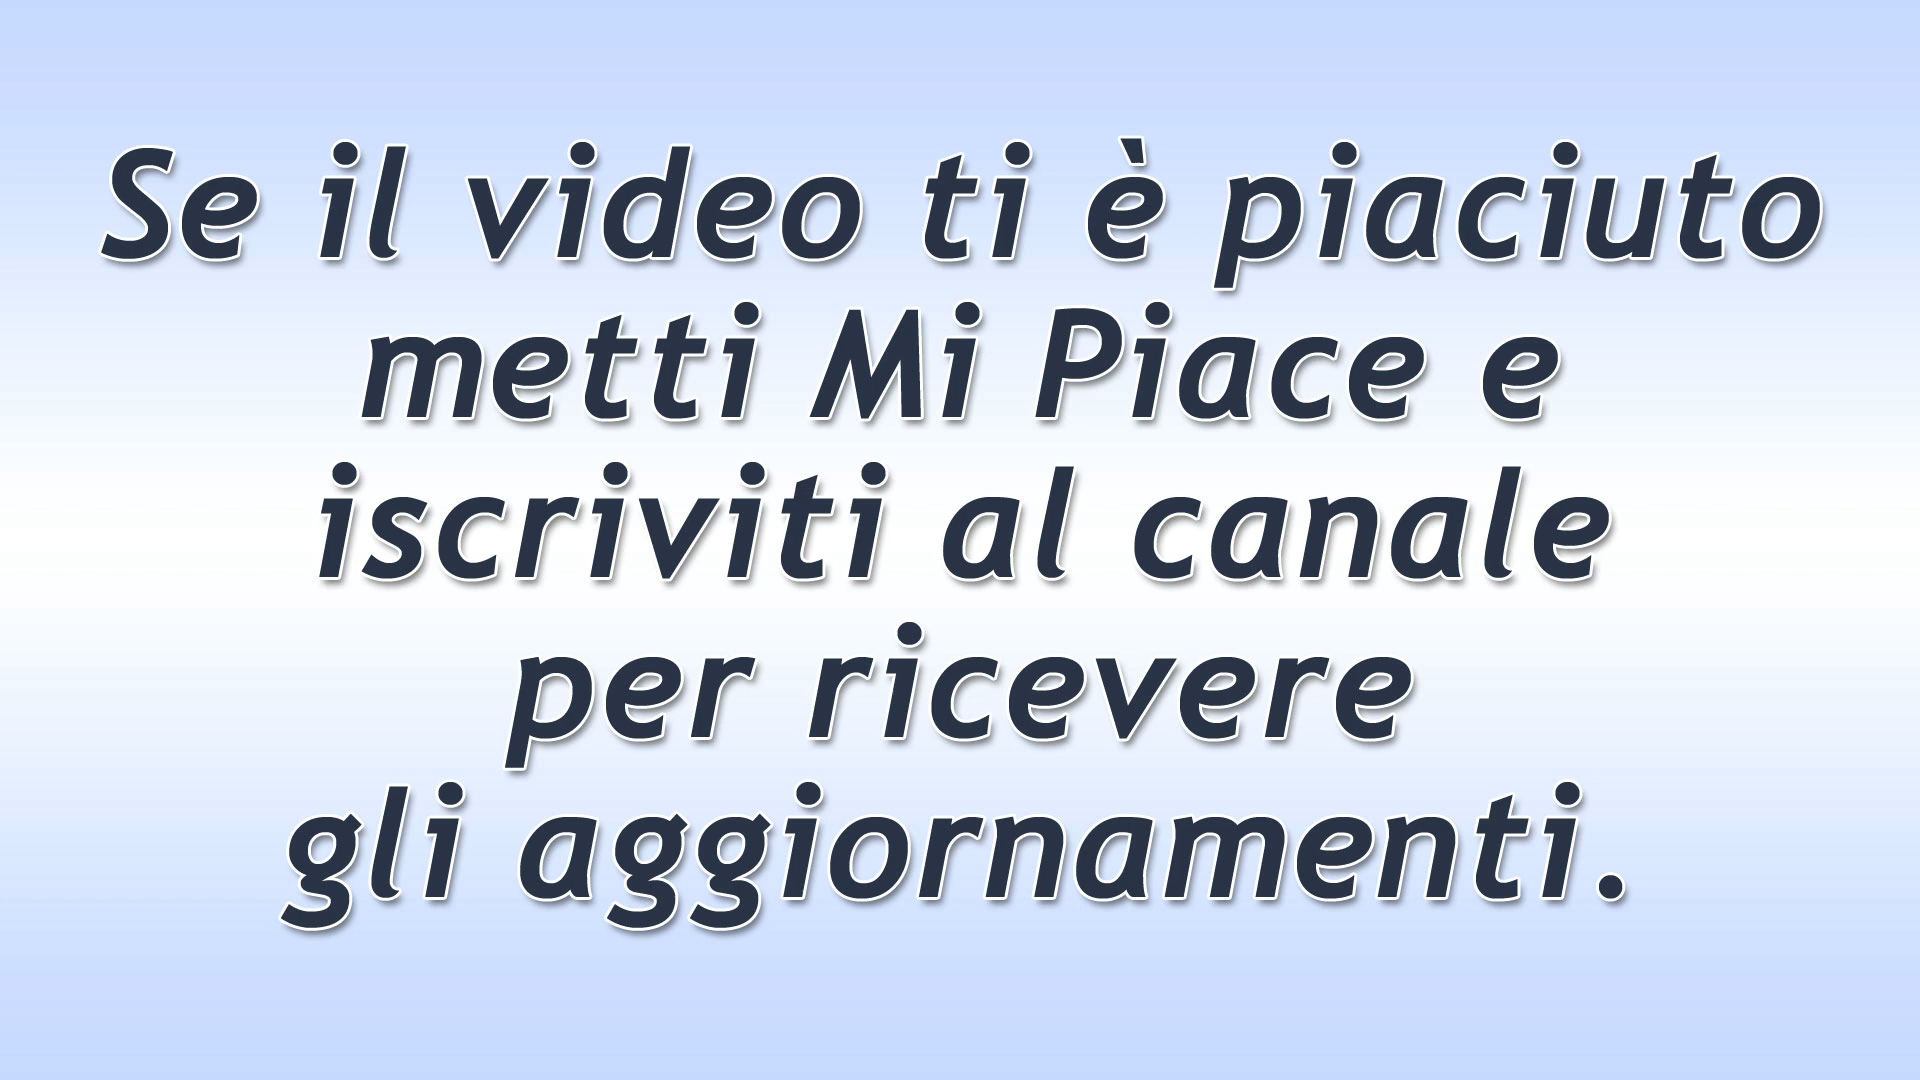 Se il video ti è piaciuto
metti Mi Piace e
iscriviti al canale
per ricevere
gli aggiornamenti.